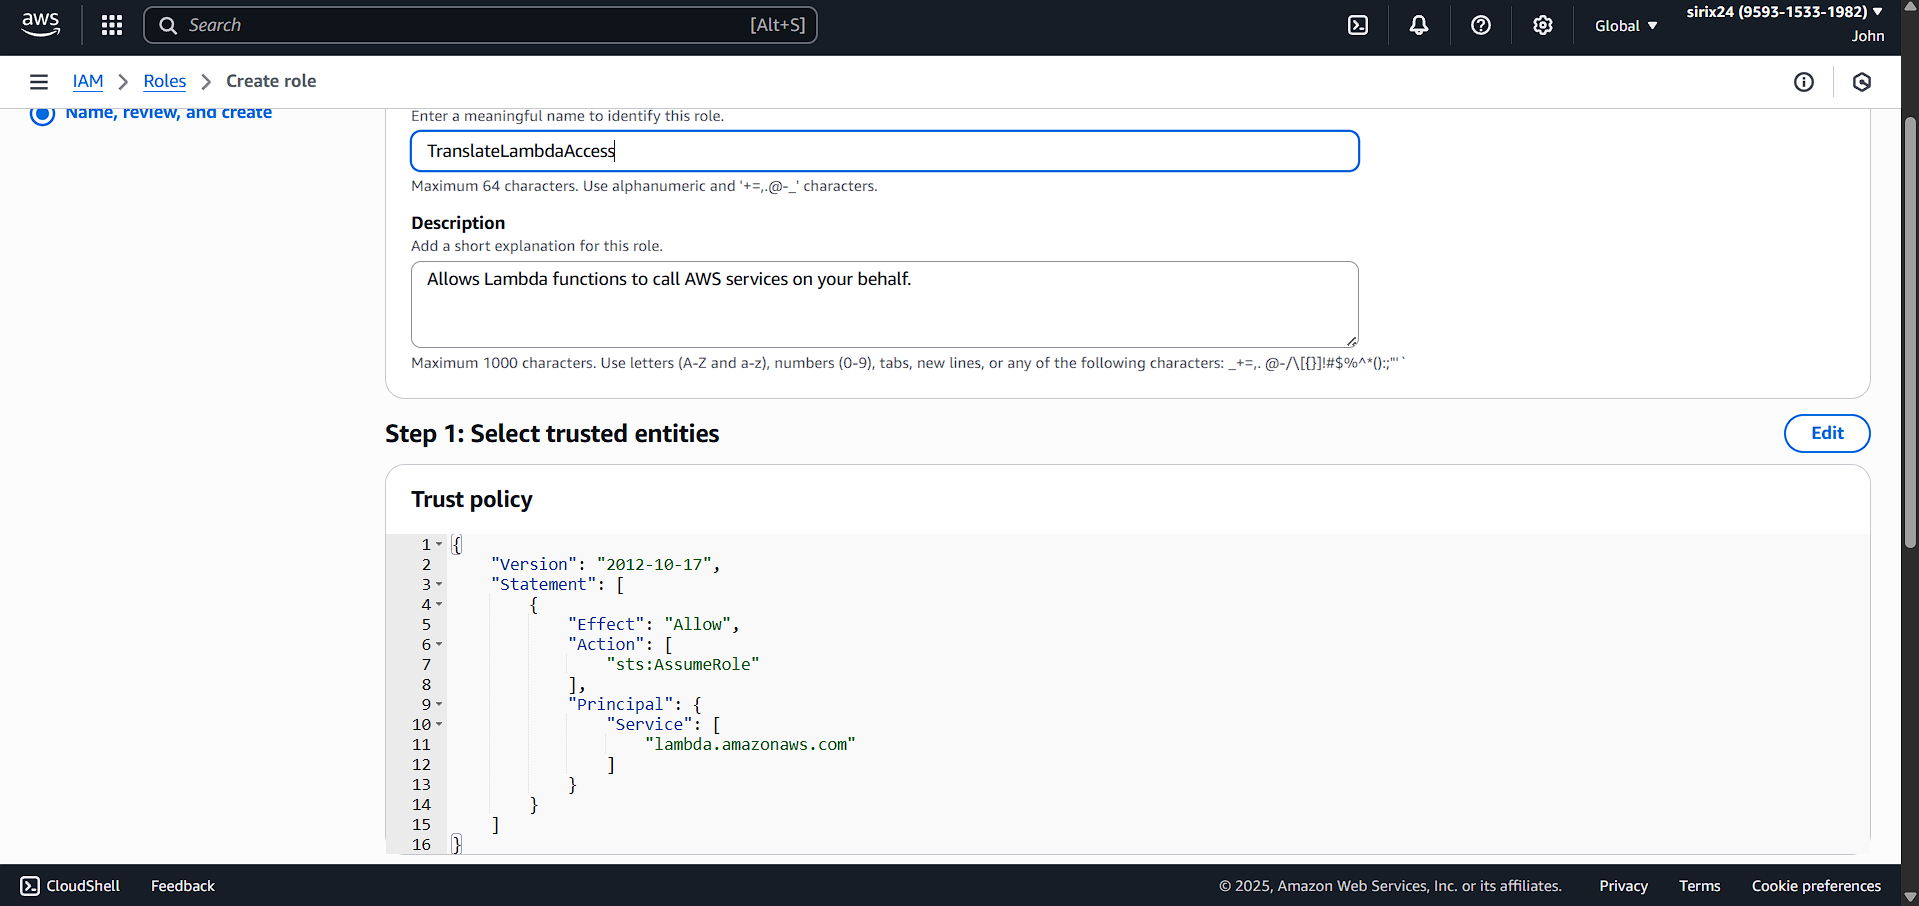 aws
Search
[Alt+S]
Global
sirix24 (9593-1533-1982)
John
IAM
Roles
Create role
Name, review, and create
Enter a meaningful name to identify this role.
TranslateLambdaAccess
Maximum 64 characters. Use alphanumeric and '+=,.@-_' characters.
Description
Add a short explanation for this role.
Allows Lambda functions to call AWS services on your behalf.
Maximum 1000 characters. Use letters (A-Z and a-z), numbers (0-9), tabs, new lines, or any of the following characters: _+=,. @-/\[{}]!#$%^*();:"'`
Step 1: Select trusted entities
Edit
Trust policy
1 {
2     "Version": "2012-10-17",
3     "Statement": [
4         {
5             "Effect": "Allow",
6             "Action": [
7                 "sts:AssumeRole"
8             ],
9             "Principal": {
10                 "Service": [
11                     "lambda.amazonaws.com"
12                 ]
13             }
14         }
15     ]
16 }
CloudShell
Feedback
© 2025, Amazon Web Services, Inc. or its affiliates.
Privacy
Terms
Cookie preferences